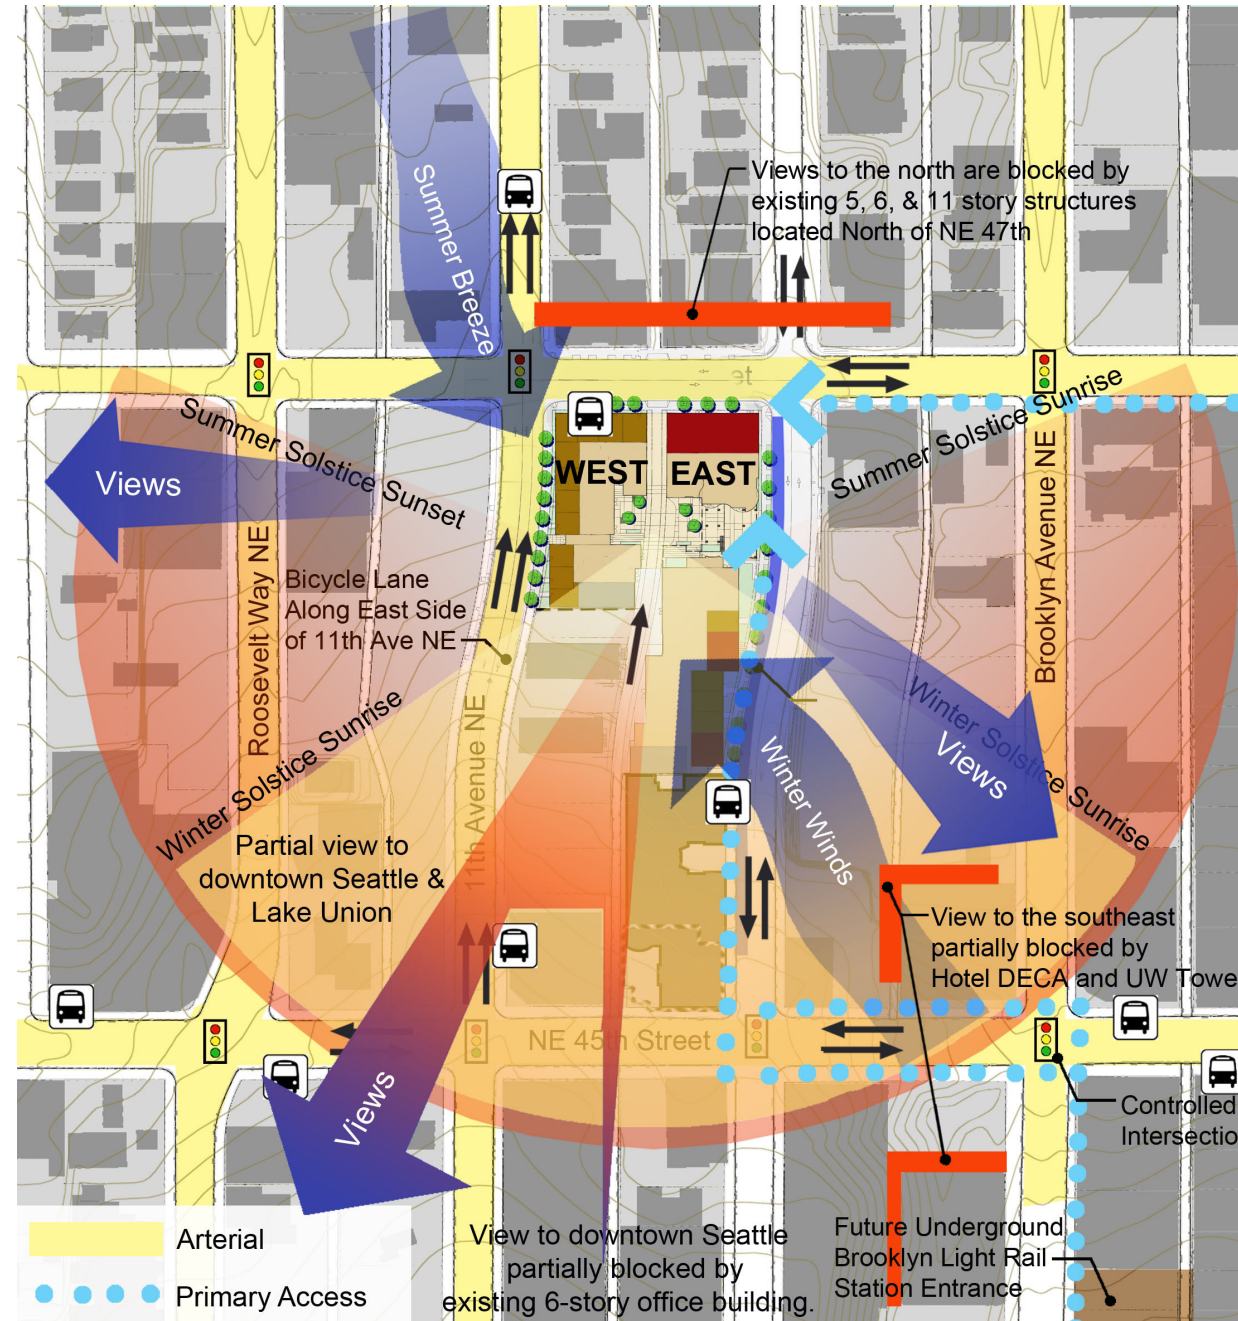 Views to the north are blocked by
existing 5, 6, & 11 story structures
located North of NE 47th
Summer Breeze
et
WEST
EAST
Summer Solstice Sunset
Summer Solstice Sunrise
Views
Bicycle Lane
Along East Side
of 11th Ave NE
Roosevelt Way NE
Brooklyn Avenue NE
11th Avenue NE
Winter Solstice Sunrise
Winter Solstice Sunrise
Views
Winter Winds
Partial view to
downtown Seattle &
Lake Union
View to the southeast
partially blocked by
Hotel DECA and UW Towe
NE 45th Street
Views
Controlled
Intersectio
Arterial
Primary Access
View to downtown Seattle
partially blocked by
existing 6-story office building.
Future Underground
Brooklyn Light Rail
Station Entrance